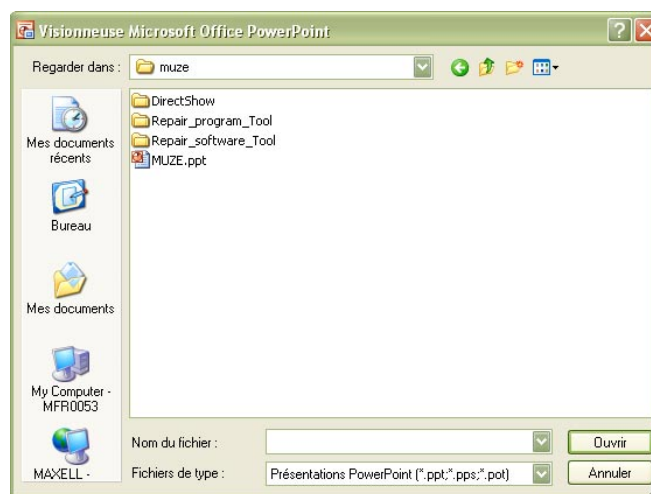 Visionneuse Microsoft Office PowerPoint
Regarder dans :
muze
Mes documents
récents
Bureau
Mes documents
My Computer -
MFR0053
MAXELL -
DirectShow
Repair_program_Tool
Repair_software_Tool
MUZE.ppt
Nom du fichier :
Ouvrir
Fichiers de type :
Présentations PowerPoint (*.ppt;*.pps;*.pot)
Annuler